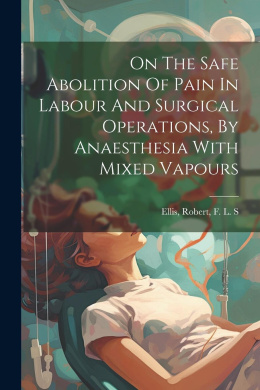 On The Safe
Abolition Of Pain In
Labour And Surgical
Operations, By
Anaesthesia With
Mixed Vapours
Ellis, Robert, F. L. S